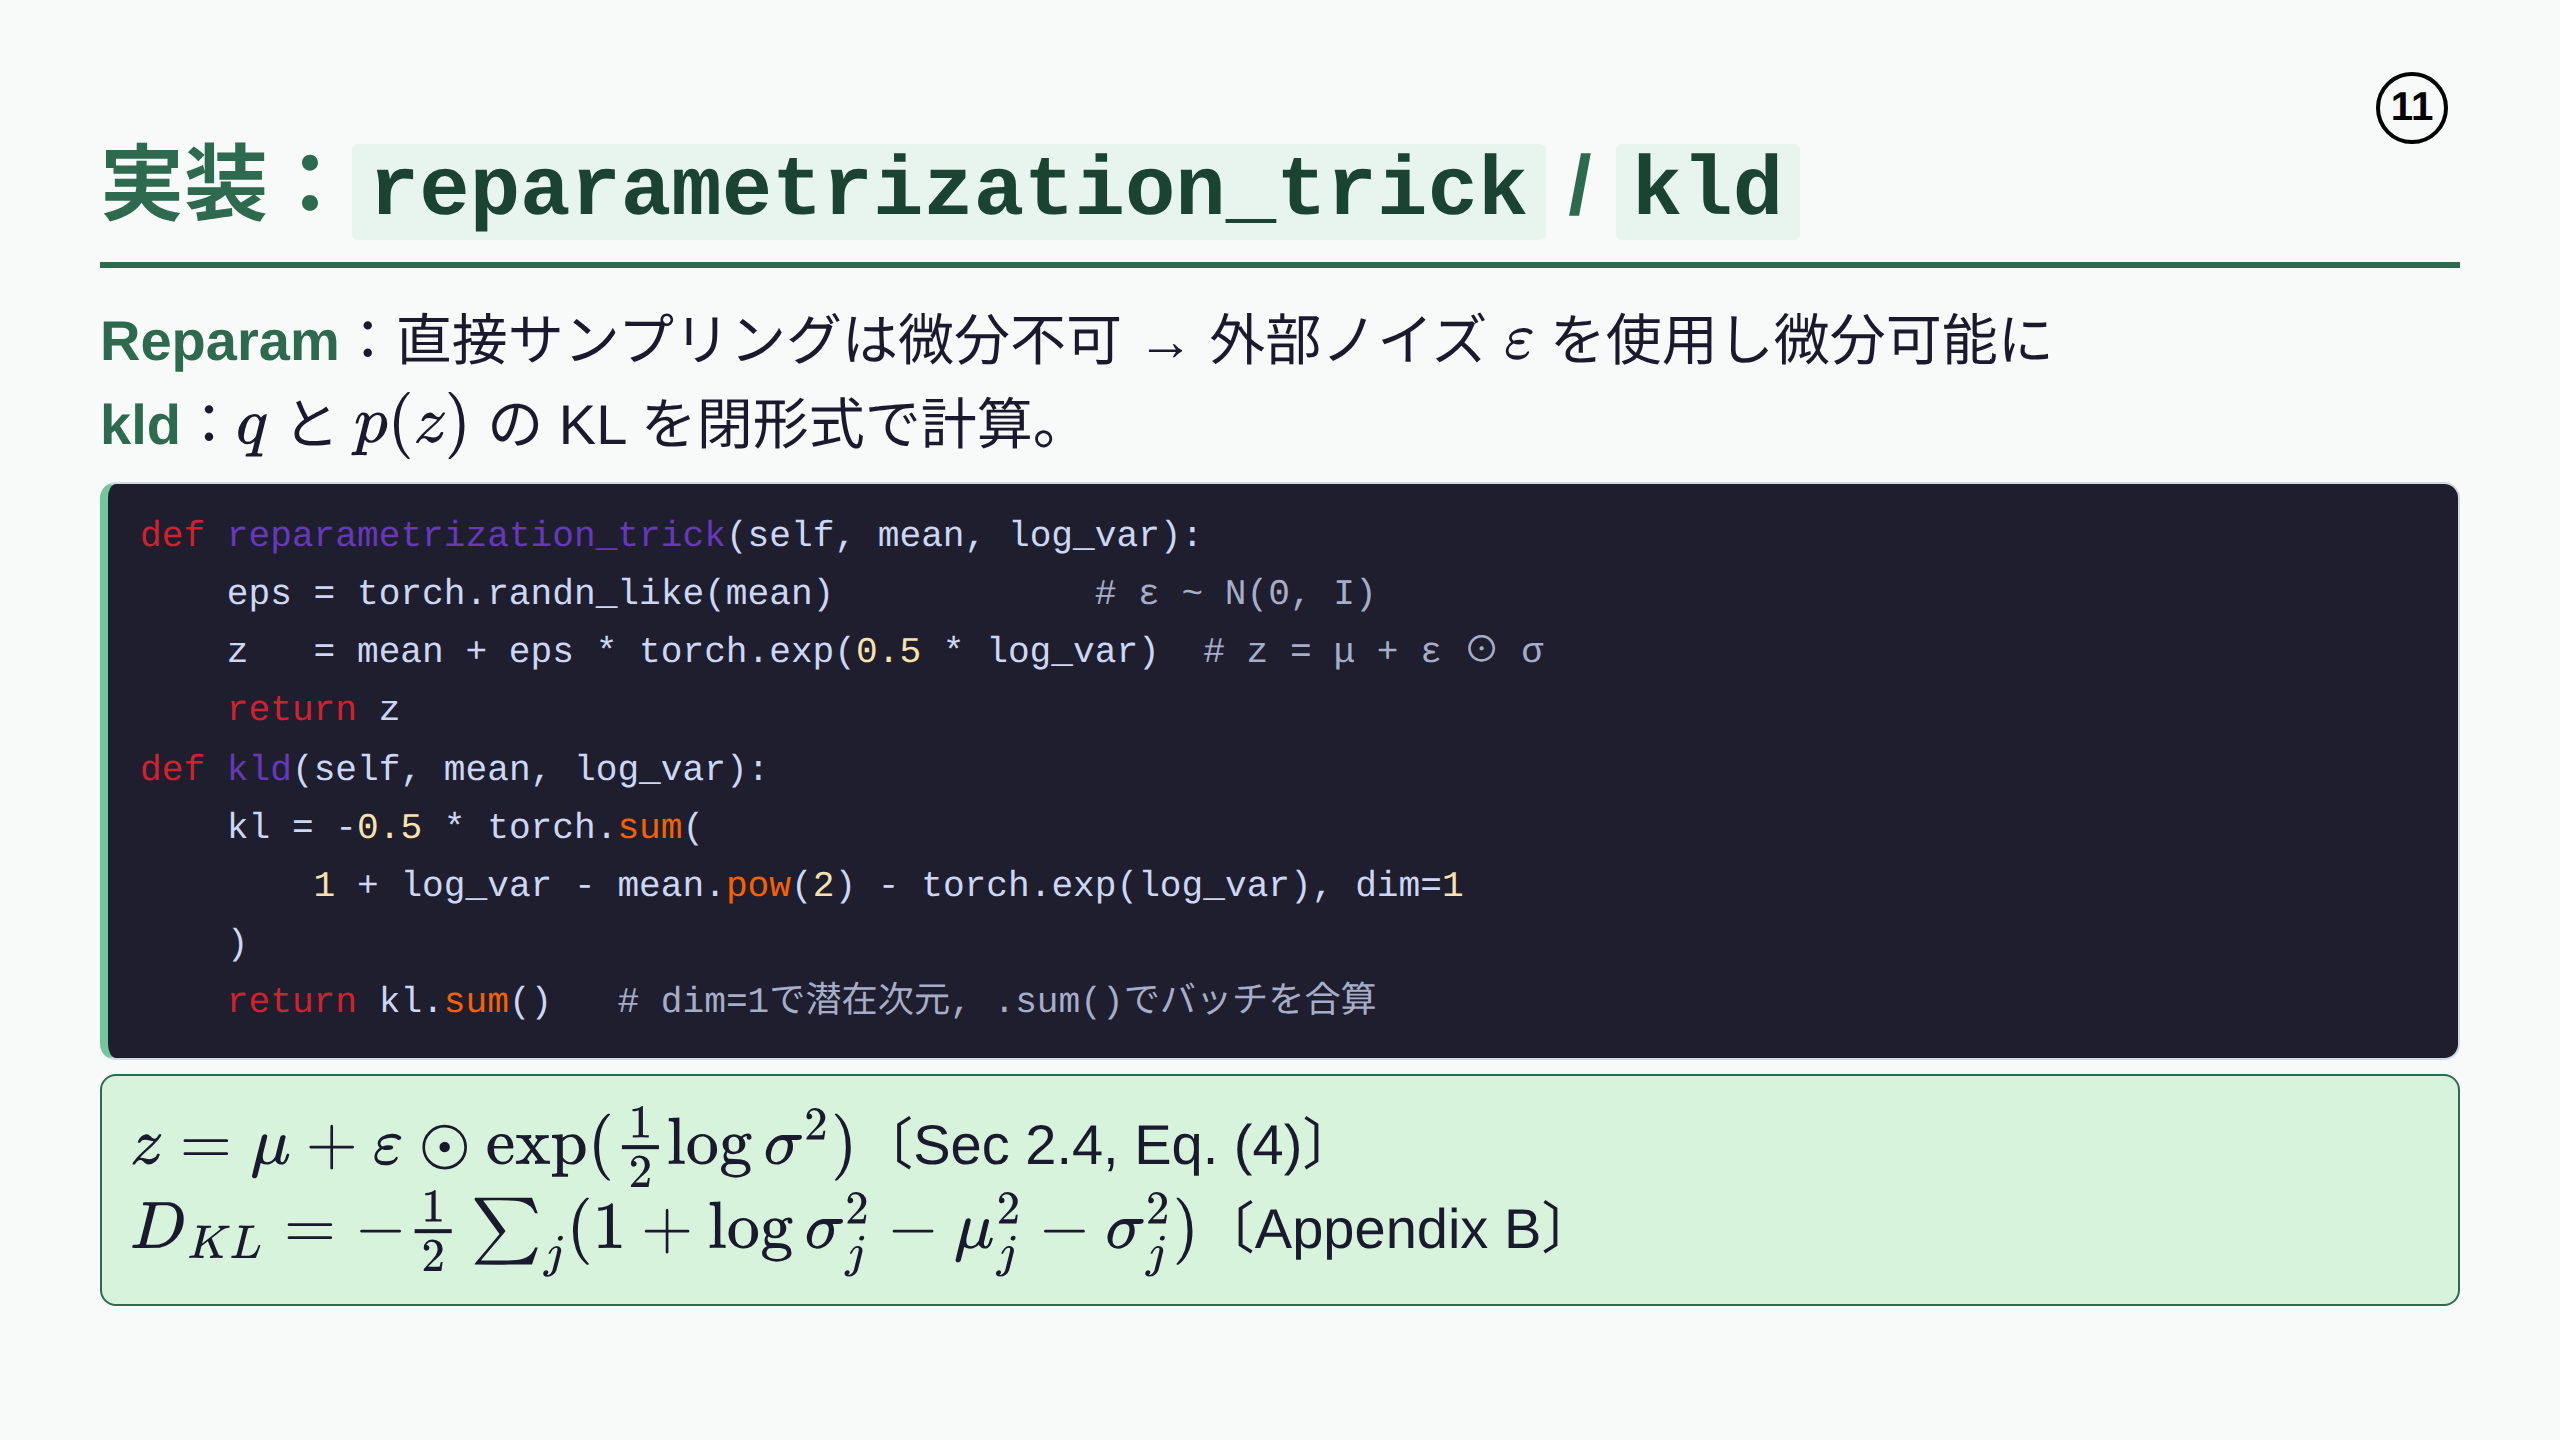 11
実装：reparametrization_trick / kld
Reparam：直接サンプリングは微分不可 → 外部ノイズ ε を使用し微分可能に
kld：q と p(z) の KL を閉形式で計算。
def reparametrization_trick(self, mean, log_var):
    eps = torch.randn_like(mean)            # ε ~ N(0, I)
    z   = mean + eps * torch.exp(0.5 * log_var)  # z = μ + ε ⊙ σ
    return z
def kld(self, mean, log_var):
    kl = -0.5 * torch.sum(
        1 + log_var - mean.pow(2) - torch.exp(log_var), dim=1
    )
    return kl.sum()   # dim=1で潜在次元, .sum()でバッチを合算
z = μ + ε ⊙ exp(½ log σ²)〔Sec 2.4, Eq. (4)〕
D_{KL} = −½ ∑_j (1 + log σ_j² − μ_j² − σ_j²)〔Appendix B〕